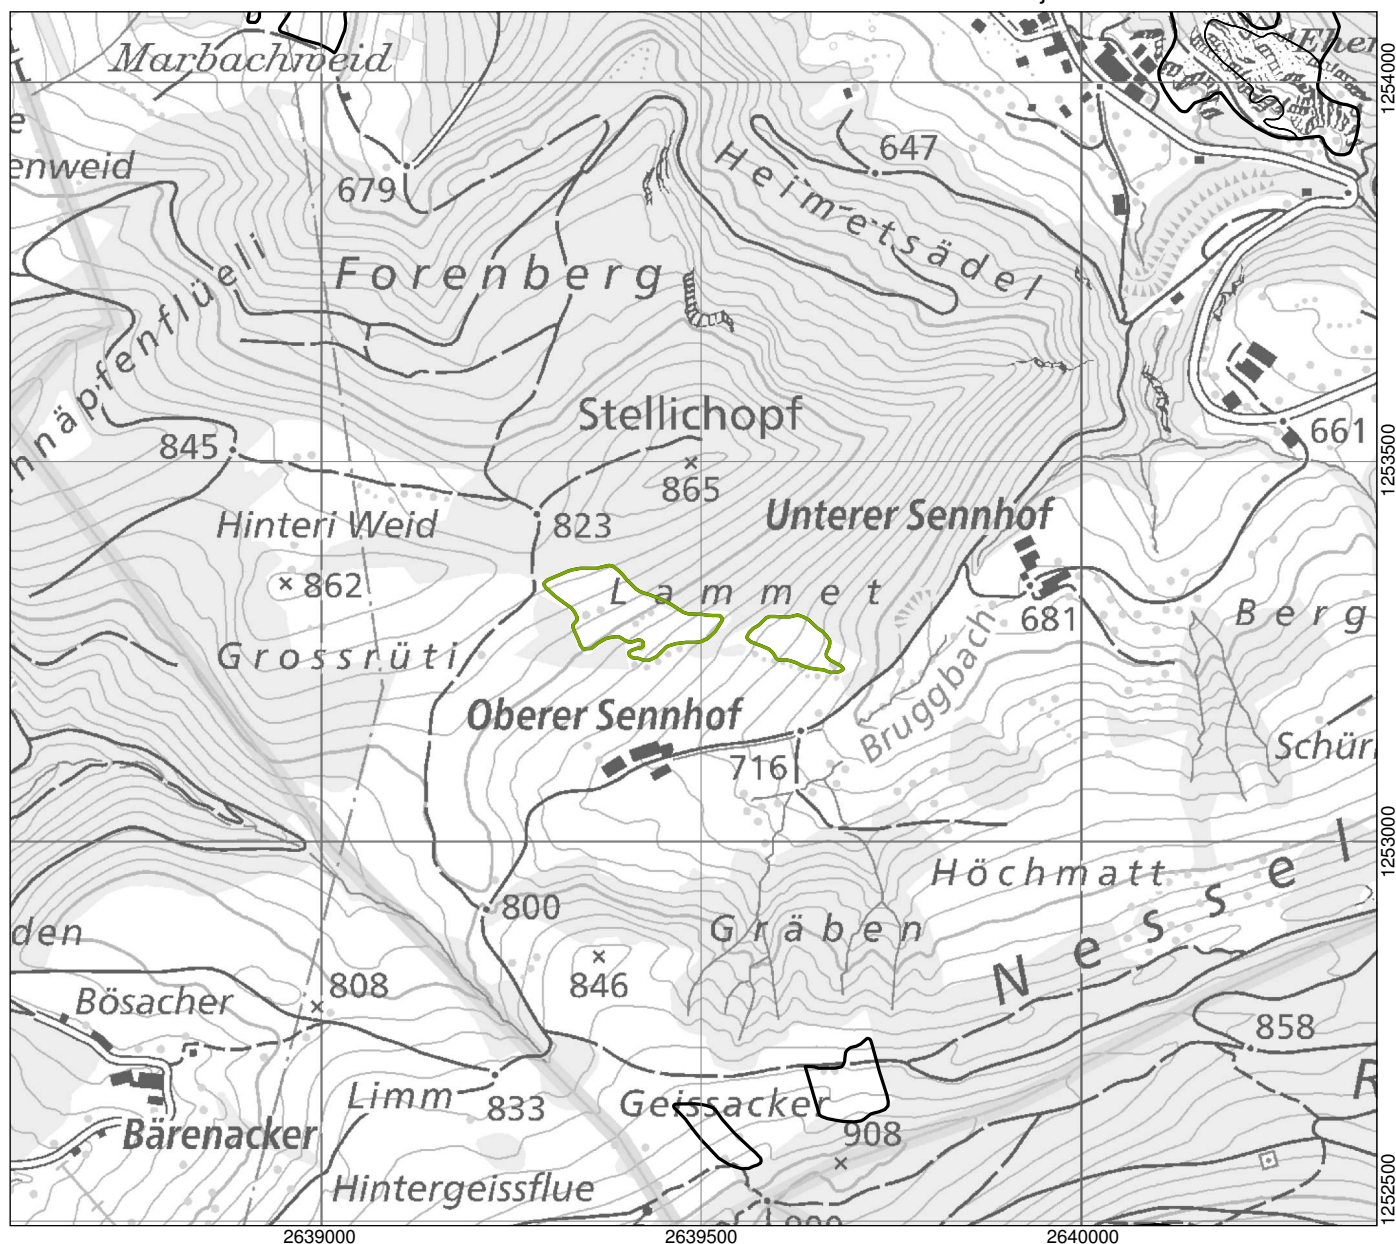 Marbachweid
1254000
647
enweid
679
Heimetsädel
Forenberg
näpfenflüeli
Stellichopf
661
845
865
1253500
Hinteri Weid
823
Unterer Sennhof
862
Lammet
681
Berg
Grossrüti
Bruggbach
Oberer Sennhof
716
Schür
1253000
Höchmatt
Nessel
800
Gräben
den
846
808
Bösacher
858
R
Limm
833
Geissacker
908
Bärenacker
Hintergeissflue
1252500
2639000
2639500
2640000